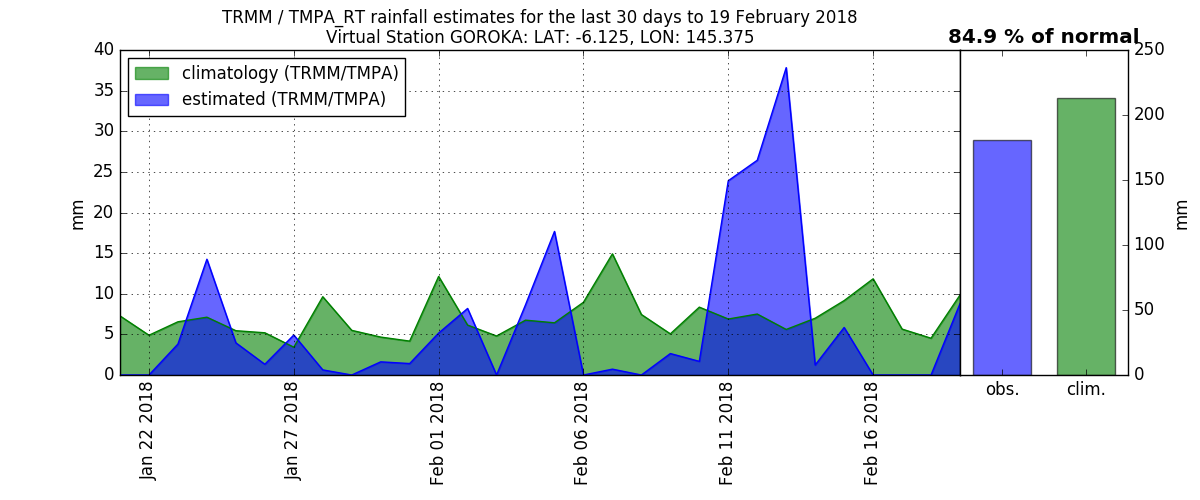 TRMM / TMPA_RT rainfall estimates for the last 30 days to 19 February 2018
Virtual Station GOROKA: LAT: -6.125, LON: 145.375
84.9 % of normal
climatology (TRMM/TMPA)
estimated (TRMM/TMPA)
40
35
30
25
20
15
10
5
0
mm
Jan 22 2018
Jan 27 2018
Feb 01 2018
Feb 06 2018
Feb 11 2018
Feb 16 2018
250
200
150
100
50
0
mm
obs.
clim.